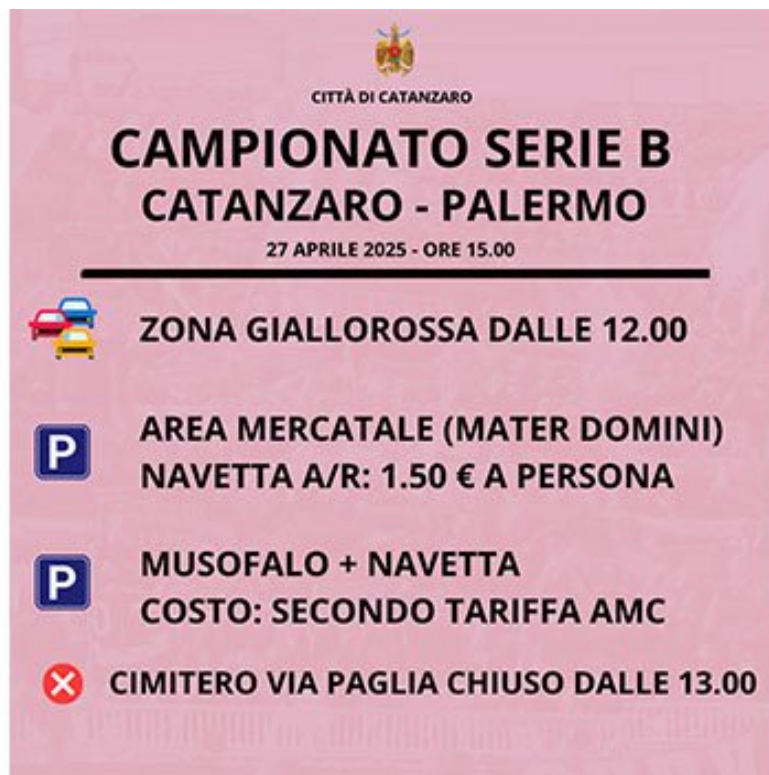 CITTÀ DI CATANZARO
CAMPIONATO SERIE B
CATANZARO - PALERMO
27 APRILE 2025 - ORE 15.00
ZONA GIALLOROSSA DALLE 12.00
P
AREA MERCATALE (MATER DOMINI)
NAVETTA A/R: 1.50 € A PERSONA
P
MUSOFALO + NAVETTA
COSTO: SECONDO TARIFFA AMC
CIMITERO VIA PAGLIA CHIUSO DALLE 13.00